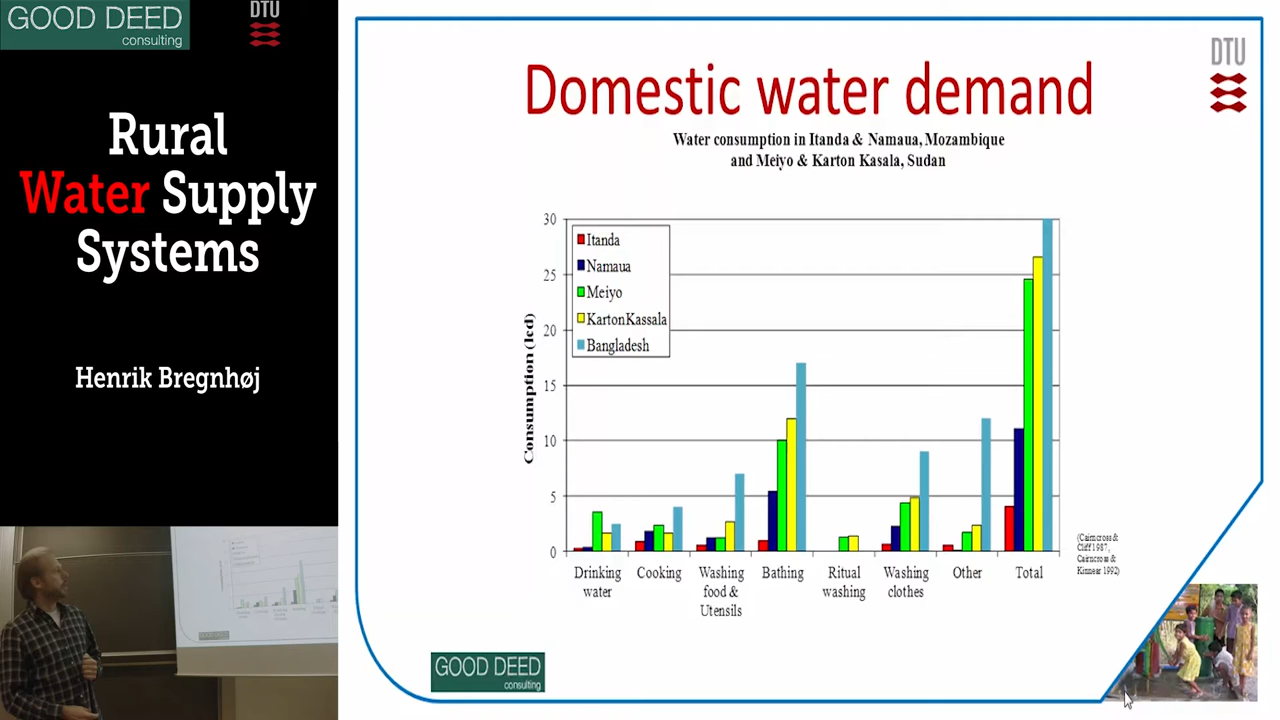 GOOD DEED
consulting
DTU
Rural
Water Supply
Systems
Henrik Bregnhøj
DTU
Domestic water demand
Water consumption in Itanda & Namaua, Mozambique
and Meiyo & Karton Kasala, Sudan
Consumption (lcd)
30
25
20
15
10
5
0
Itanda
Namaua
Meiyo
KartonKassala
Bangladesh
Drinking
water
Cooking
Washing
food &
Utensils
Bathing
Ritual
washing
Washing
clothes
Other
Total
(Cairncross &
Cliff 1987,
Cairncross &
Kinnear 1992)
GOOD DEED
consulting
GOOD DEED